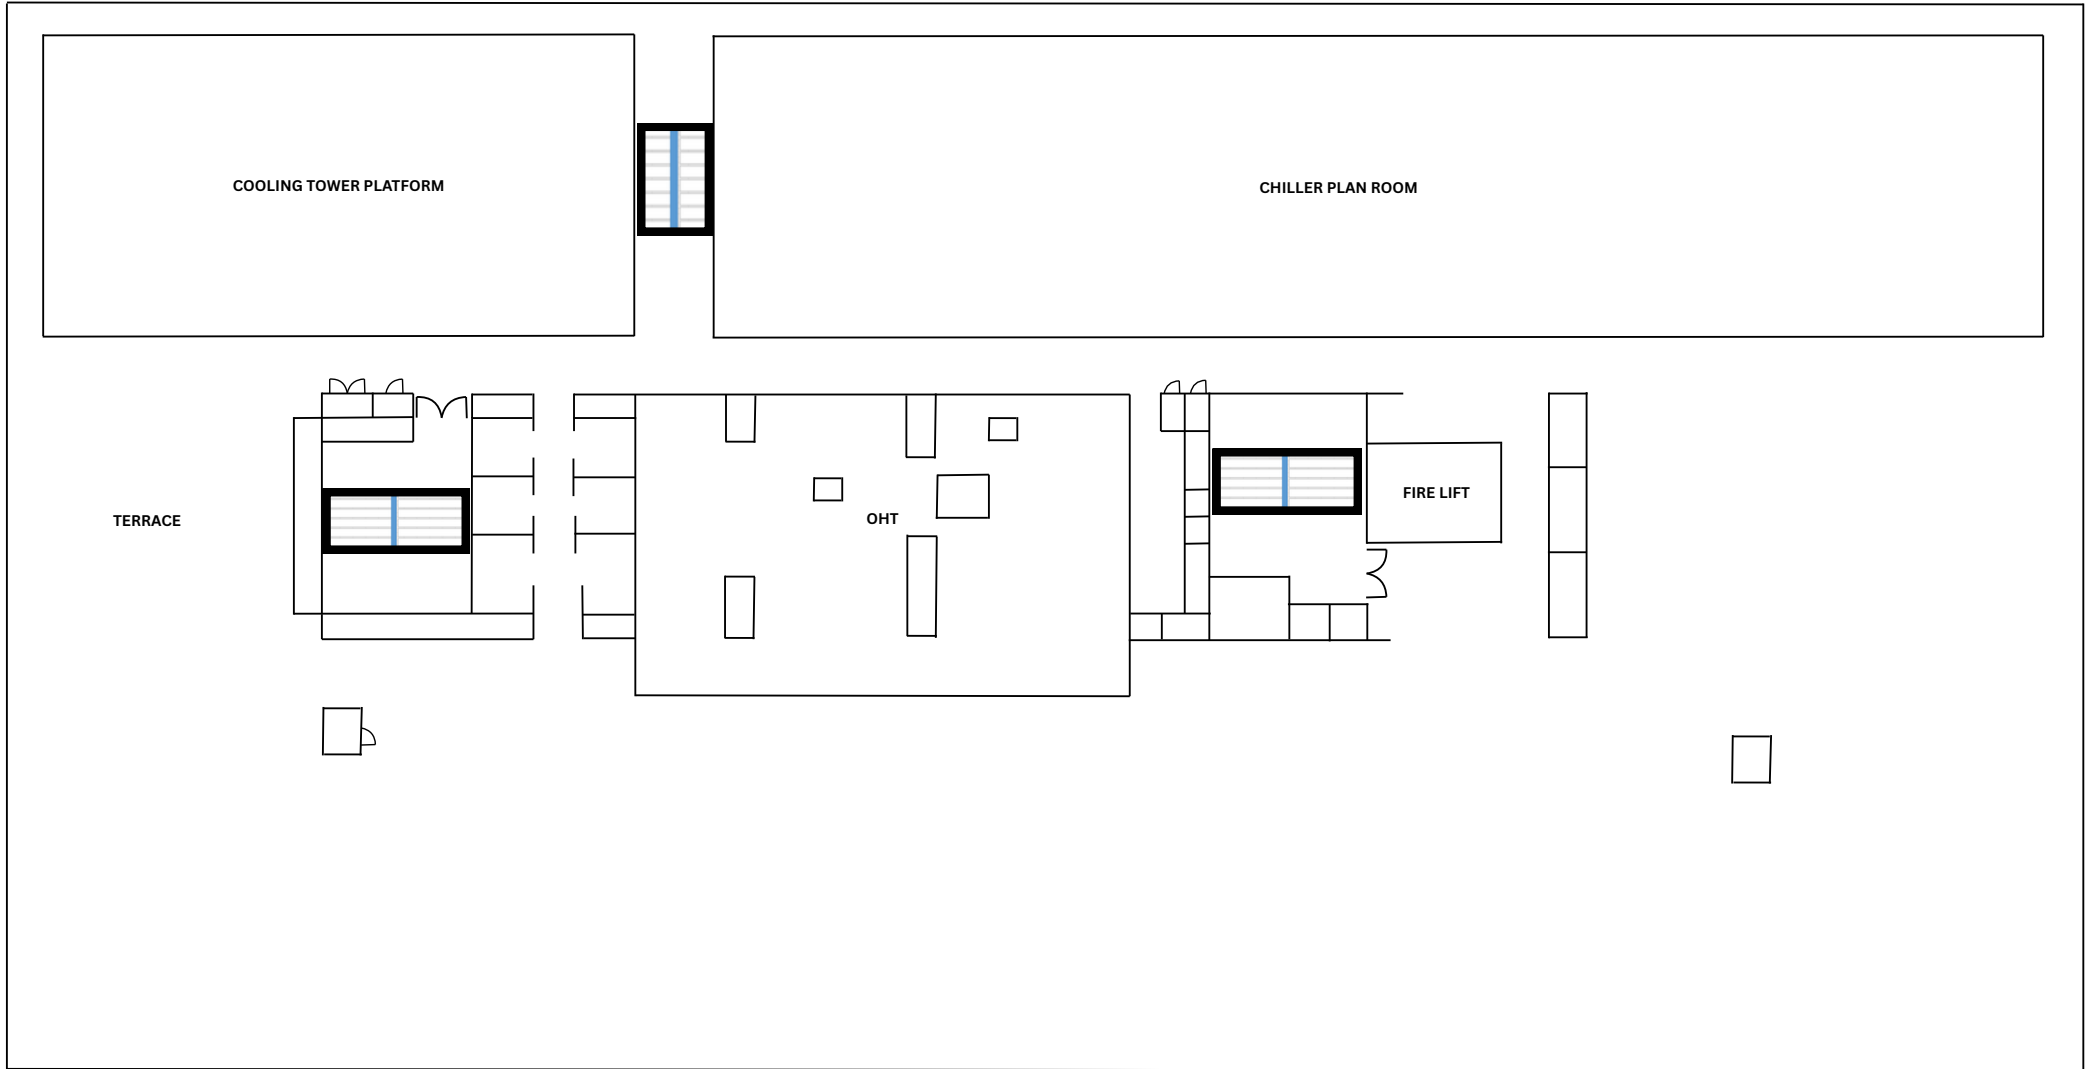 COOLING TOWER PLATFORM
CHILLER PLAN ROOM
TERRACE
OHT
FIRE LIFT